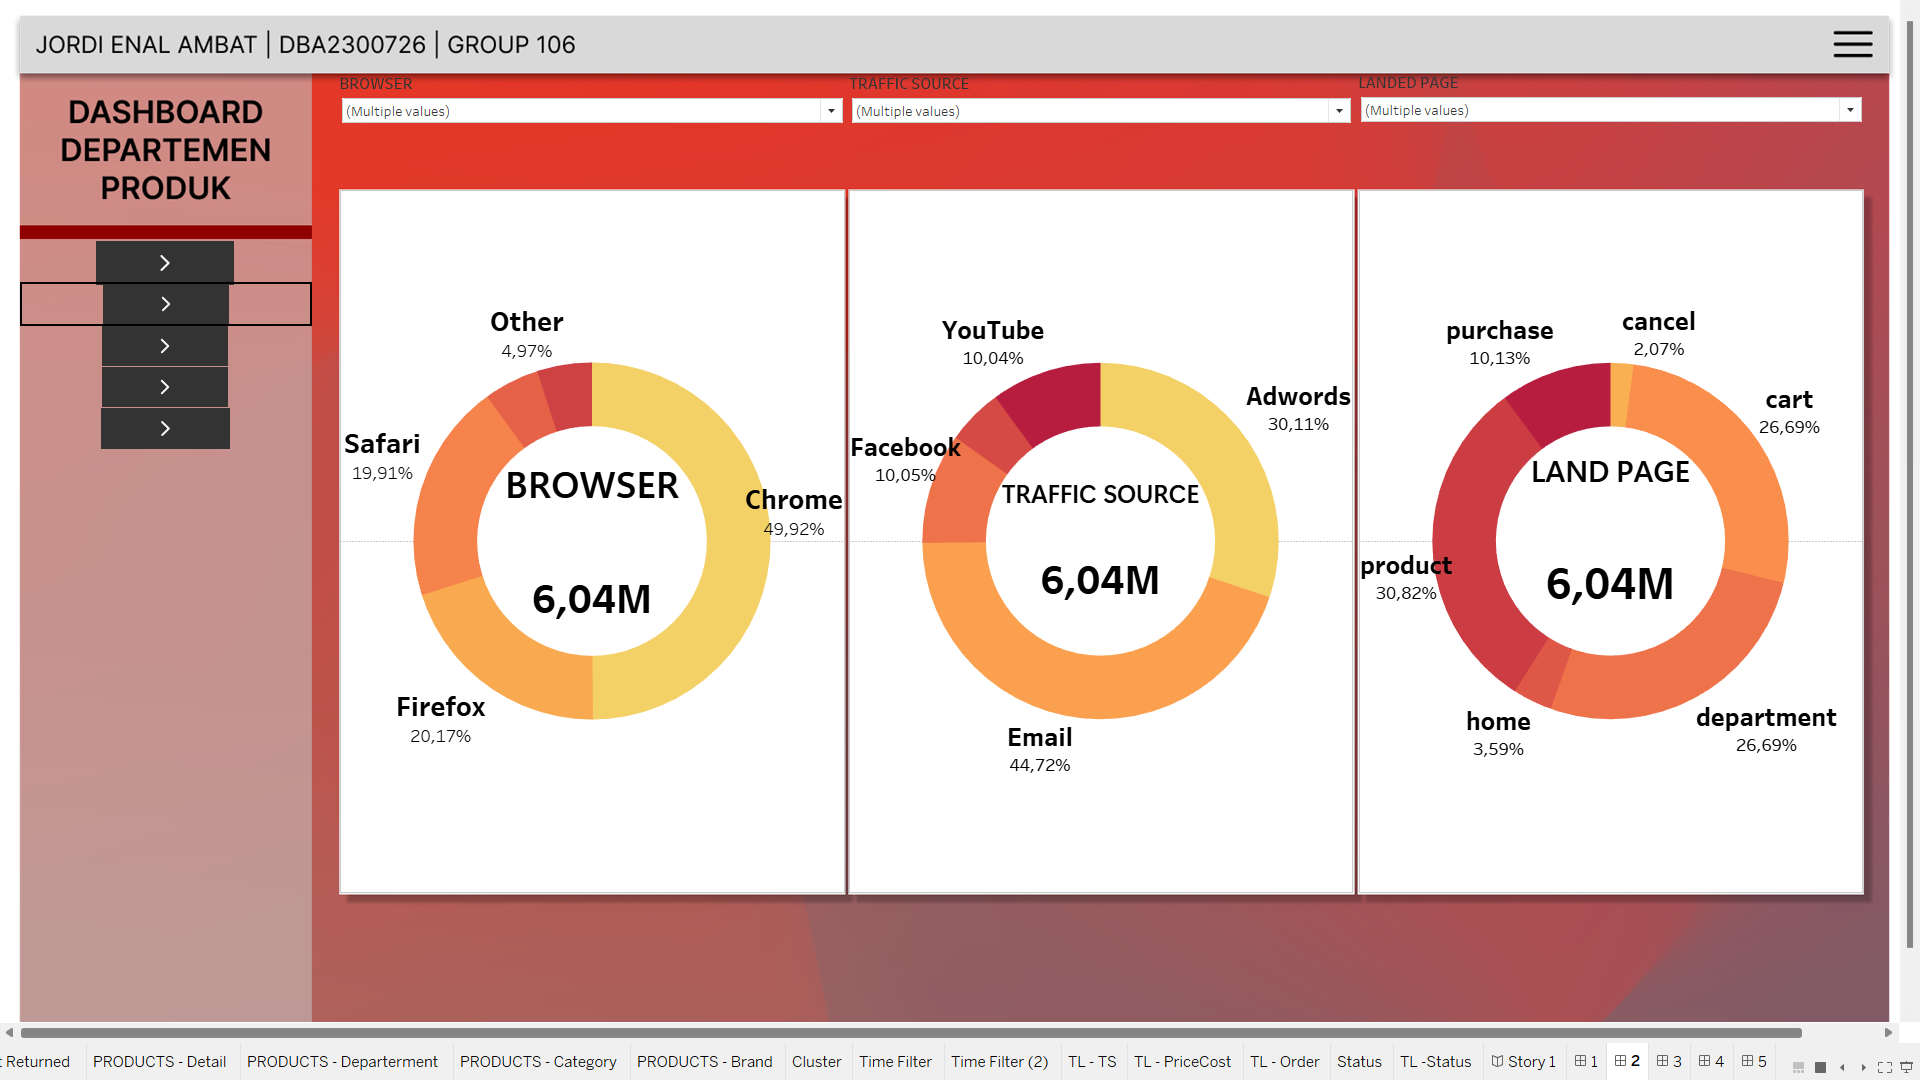 JORDI ENAL AMBAT | DBA2300726 | GROUP 106
DASHBOARD
DEPARTEMEN
PRODUK
BROWSER
(Multiple values)
TRAFFIC SOURCE
(Multiple values)
LANDED PAGE
(Multiple values)
Other
4,97%
Safari
19,91%
BROWSER
Chrome
49,92%
6,04M
Firefox
20,17%
YouTube
10,04%
Adwords
30,11%
Facebook
10,05%
TRAFFIC SOURCE
6,04M
Email
44,72%
purchase
10,13%
cancel
2,07%
cart
26,69%
LAND PAGE
product
30,82%
6,04M
home
3,59%
department
26,69%
Returned PRODUCTS - Detail PRODUCTS - Departerment PRODUCTS - Category PRODUCTS - Brand Cluster Time Filter Time Filter (2) TL - TS TL - PriceCost TL - Order Status TL -Status Story 1 1 2 3 4 5